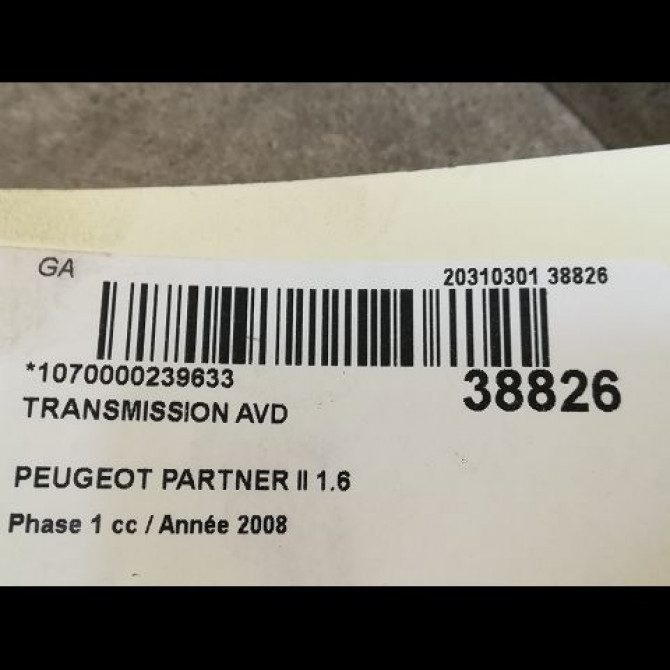 GA
20310301 38826
*1070000239633
38826
TRANSMISSION AVD
PEUGEOT PARTNER II 1.6
Phase 1 cc / Année 2008